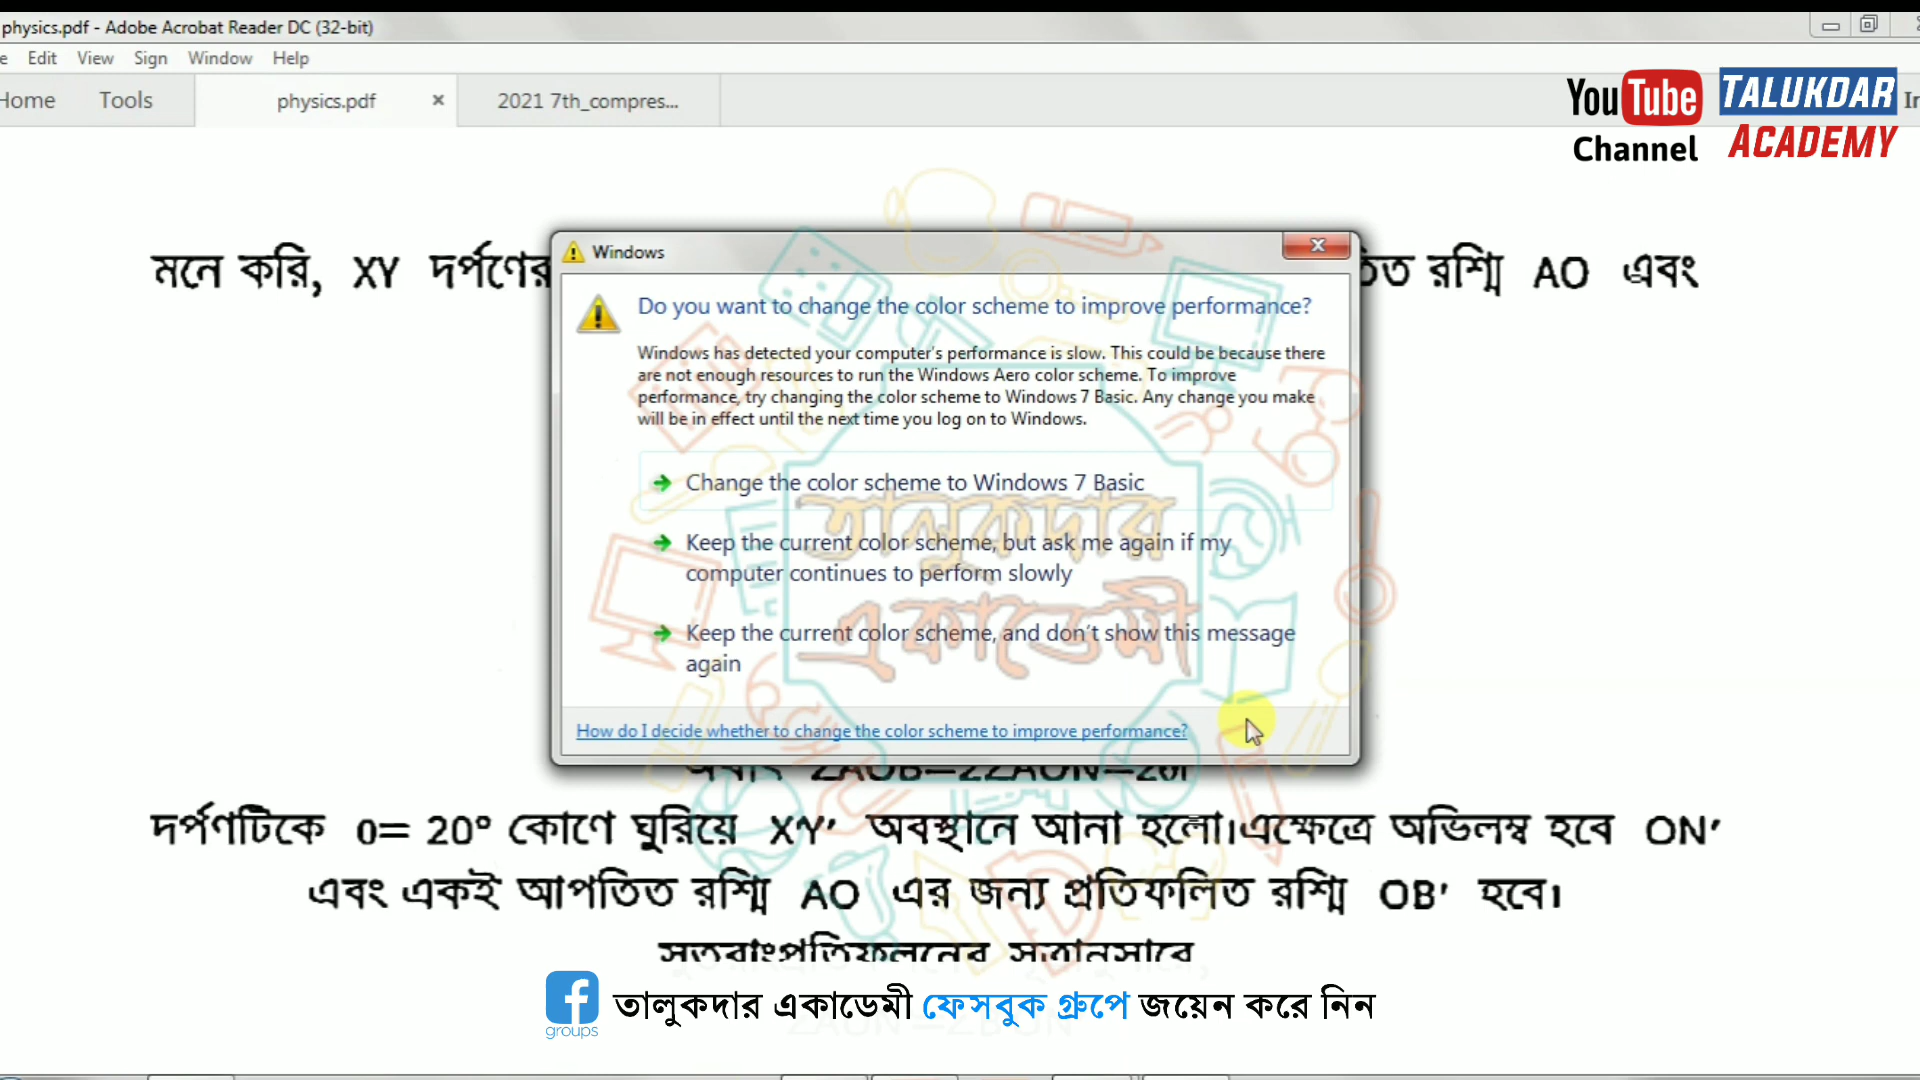 physics.pdf - Adobe Acrobat Reader DC (32-bit)
Edit View Sign Window Help
Home Tools physics.pdf 2021 7th_compres...
YouTube TALUKDAR
Channel ACADEMY
মনে করি, XY দর্পণের রশ্মি AO এবং
Windows
Do you want to change the color scheme to improve performance?
Windows has detected your computer's performance is slow. This could be because there
are not enough resources to run the Windows Aero color scheme. To improve
performance, try changing the color scheme to Windows 7 Basic. Any change you make
will be in effect until the next time you log on to Windows.
Change the color scheme to Windows 7 Basic
তালুকদার
Keep the current color scheme, but ask me again if my
computer continues to perform slowly
একাডেমী
Keep the current color scheme, and don't show this message
again
How do I decide whether to change the color scheme to improve performance?
দর্পণটিকে 0= 20° কোণে ঘুরিয়ে X'Y' অবস্থানে আনা হলো।এক্ষেত্রে অভিলম্ব হবে ON'
এবং একই আপতিত রশ্মি AO এর জন্য প্রতিফলিত রশ্মি OB' হবে।
সুতরাংপ্রতিফলনের সূত্রানুসারে
groups তালুকদার একাডেমী ফেসবুক গ্রুপে জয়েন করে নিন